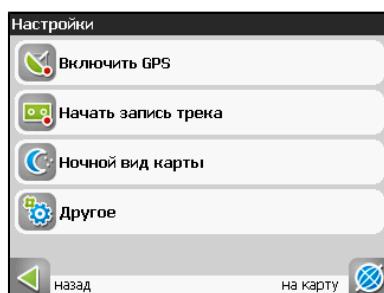 Настройки
Включить GPS
Начать запись трека
Ночной вид карты
Другое
назад на карту